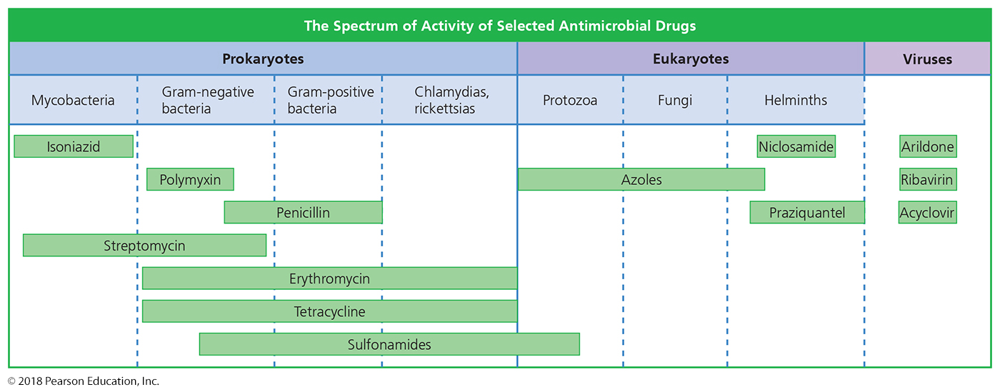 The Spectrum of Activity of Selected Antimicrobial Drugs
Prokaryotes
Eukaryotes
Viruses
Mycobacteria
Gram-negative
bacteria
Gram-positive
bacteria
Chlamydias,
rickettsias
Protozoa
Fungi
Helminths
Isoniazid
Niclosamide
Arildone
Polymyxin
Azoles
Ribavirin
Penicillin
Praziquantel
Acyclovir
Streptomycin
Erythromycin
Tetracycline
Sulfonamides
© 2018 Pearson Education, Inc.